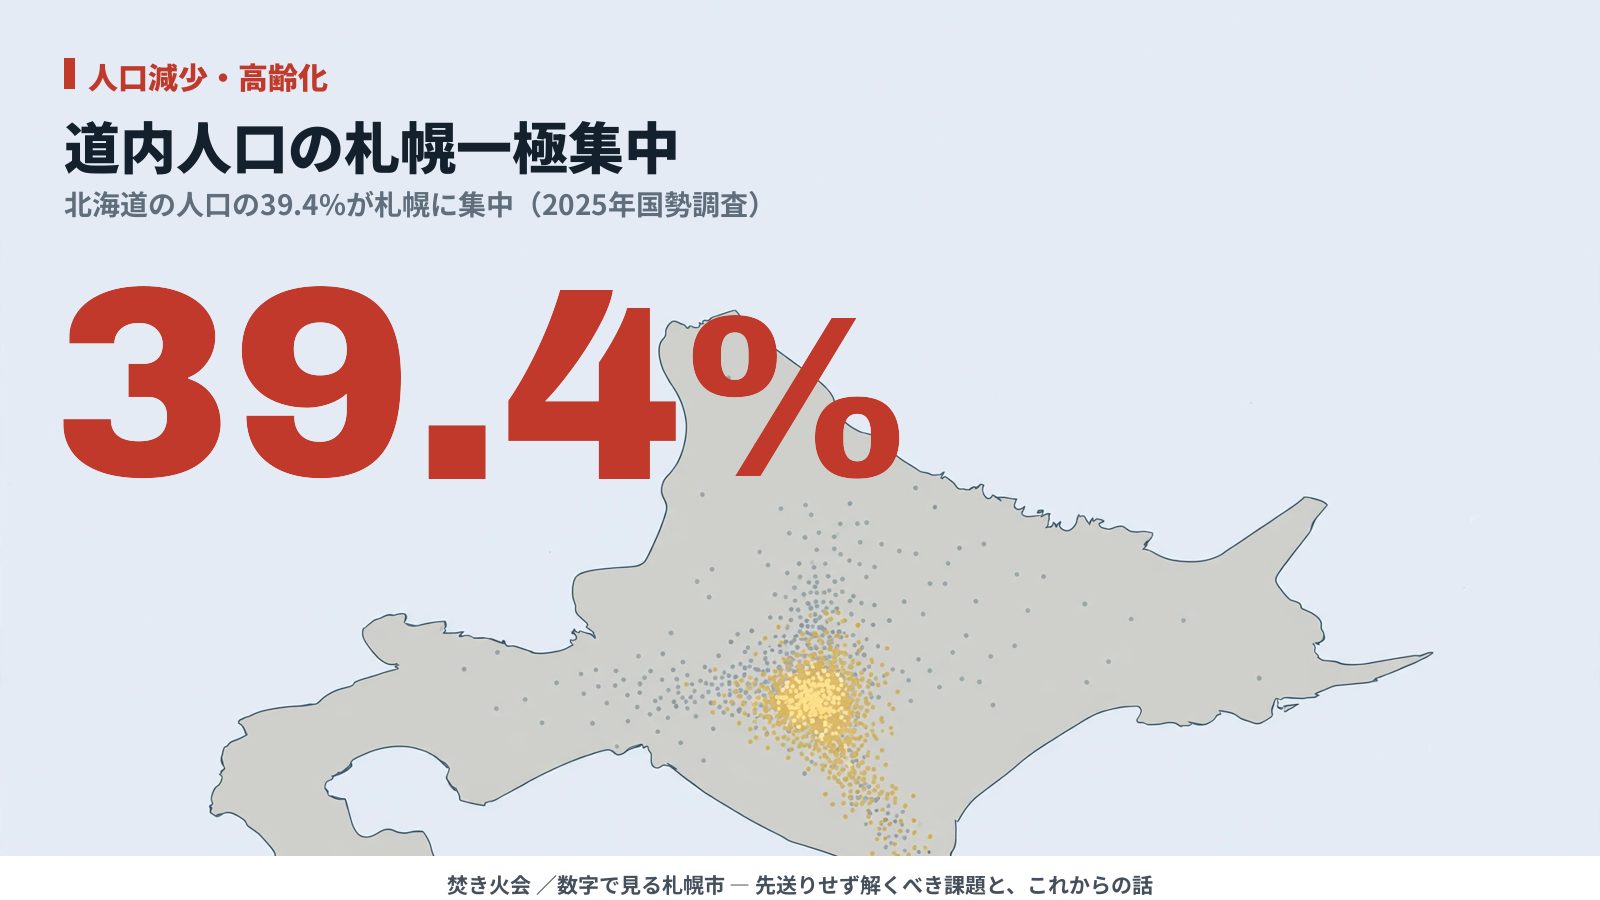 人口減少・高齢化
道内人口の札幌一極集中
北海道の人口の39.4%が札幌に集中（2025年国勢調査）
39.4%
焚き火会 ／数字で見る札幌市 — 先送りせず解くべき課題と、これからの話